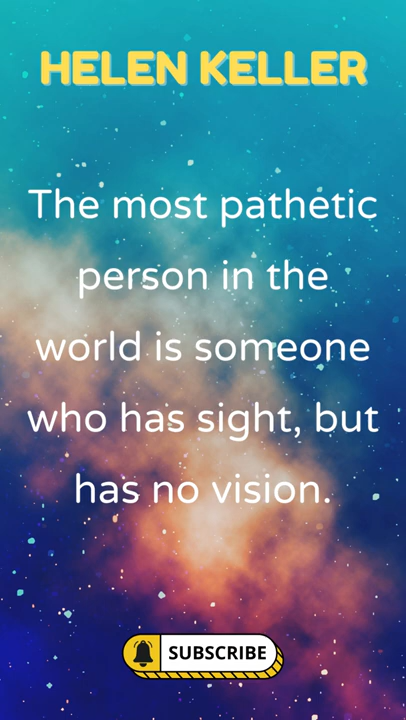 HELEN KELLER
The most pathetic
person in the
world is someone
who has sight, but
has no vision.
SUBSCRIBE